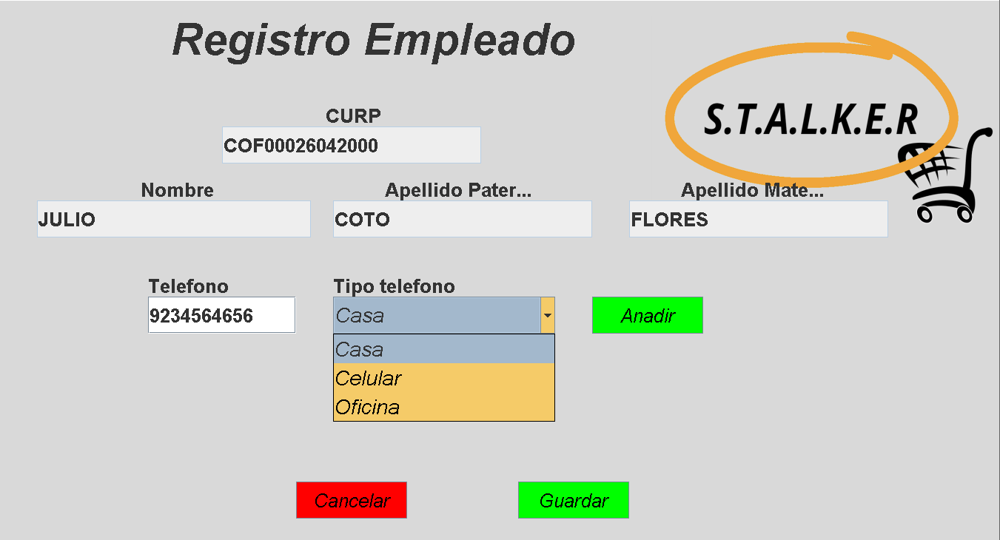 Registro Empleado
S.T.A.L.K.E.R
CURP
COF00026042000
Nombre Apellido Pater... Apellido Mate...
JULIO COTO FLORES
Telefono Tipo telefono
9234564656 Casa Anadir
Casa
Celular
Oficina
Cancelar Guardar